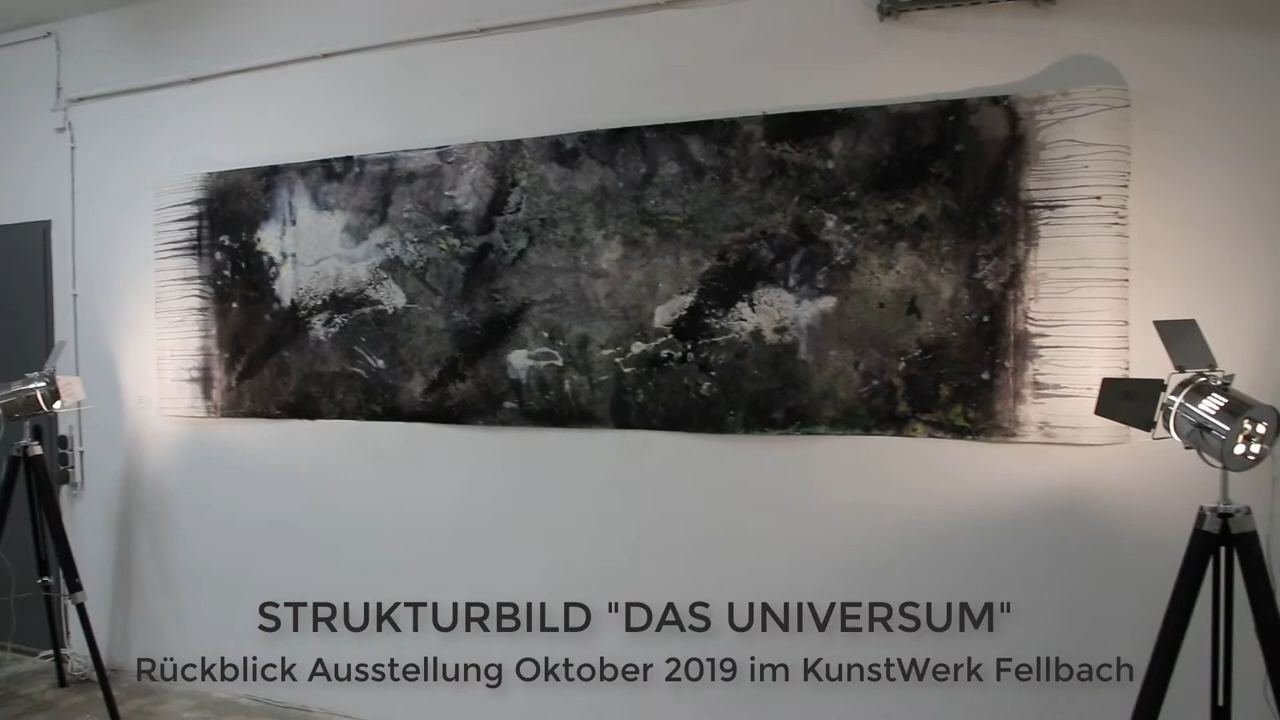 STRUKTURBILD "DAS UNIVERSUM"
Rückblick Ausstellung Oktober 2019 im KunstWerk Fellbach